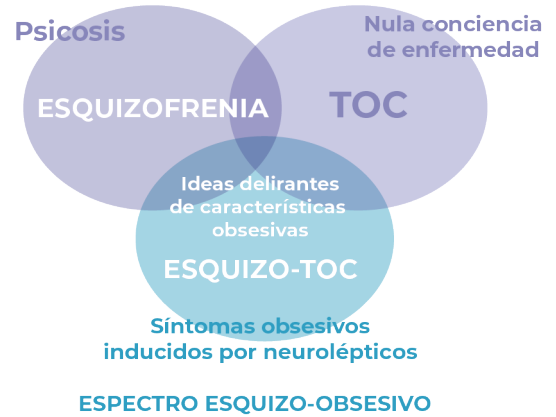 Psicosis
Nula conciencia
de enfermedad
ESQUIZOFRENIA
TOC
Ideas delirantes
de características
obsesivas
ESQUIZO-TOC
Síntomas obsesivos
inducidos por neurolépticos
ESPECTRO ESQUIZO-OBSESIVO